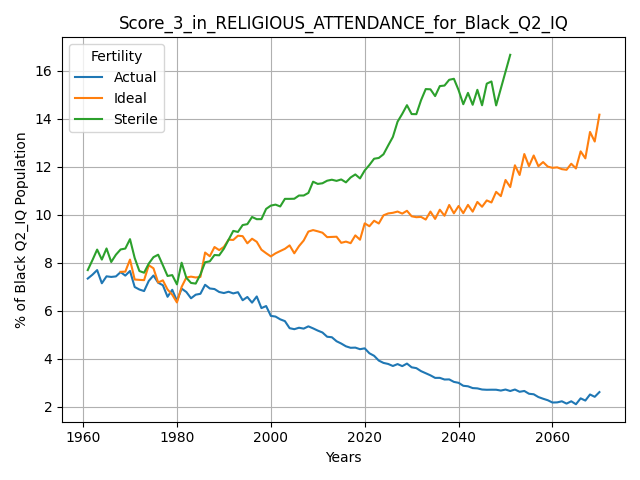 Score_3_in_RELIGIOUS_ATTENDANCE_for_Black_Q2_IQ
Fertility
Actual
Ideal
Sterile
% of Black Q2_IQ Population
16
14
12
10
8
6
4
2
1960
1980
2000
2020
2040
2060
Years